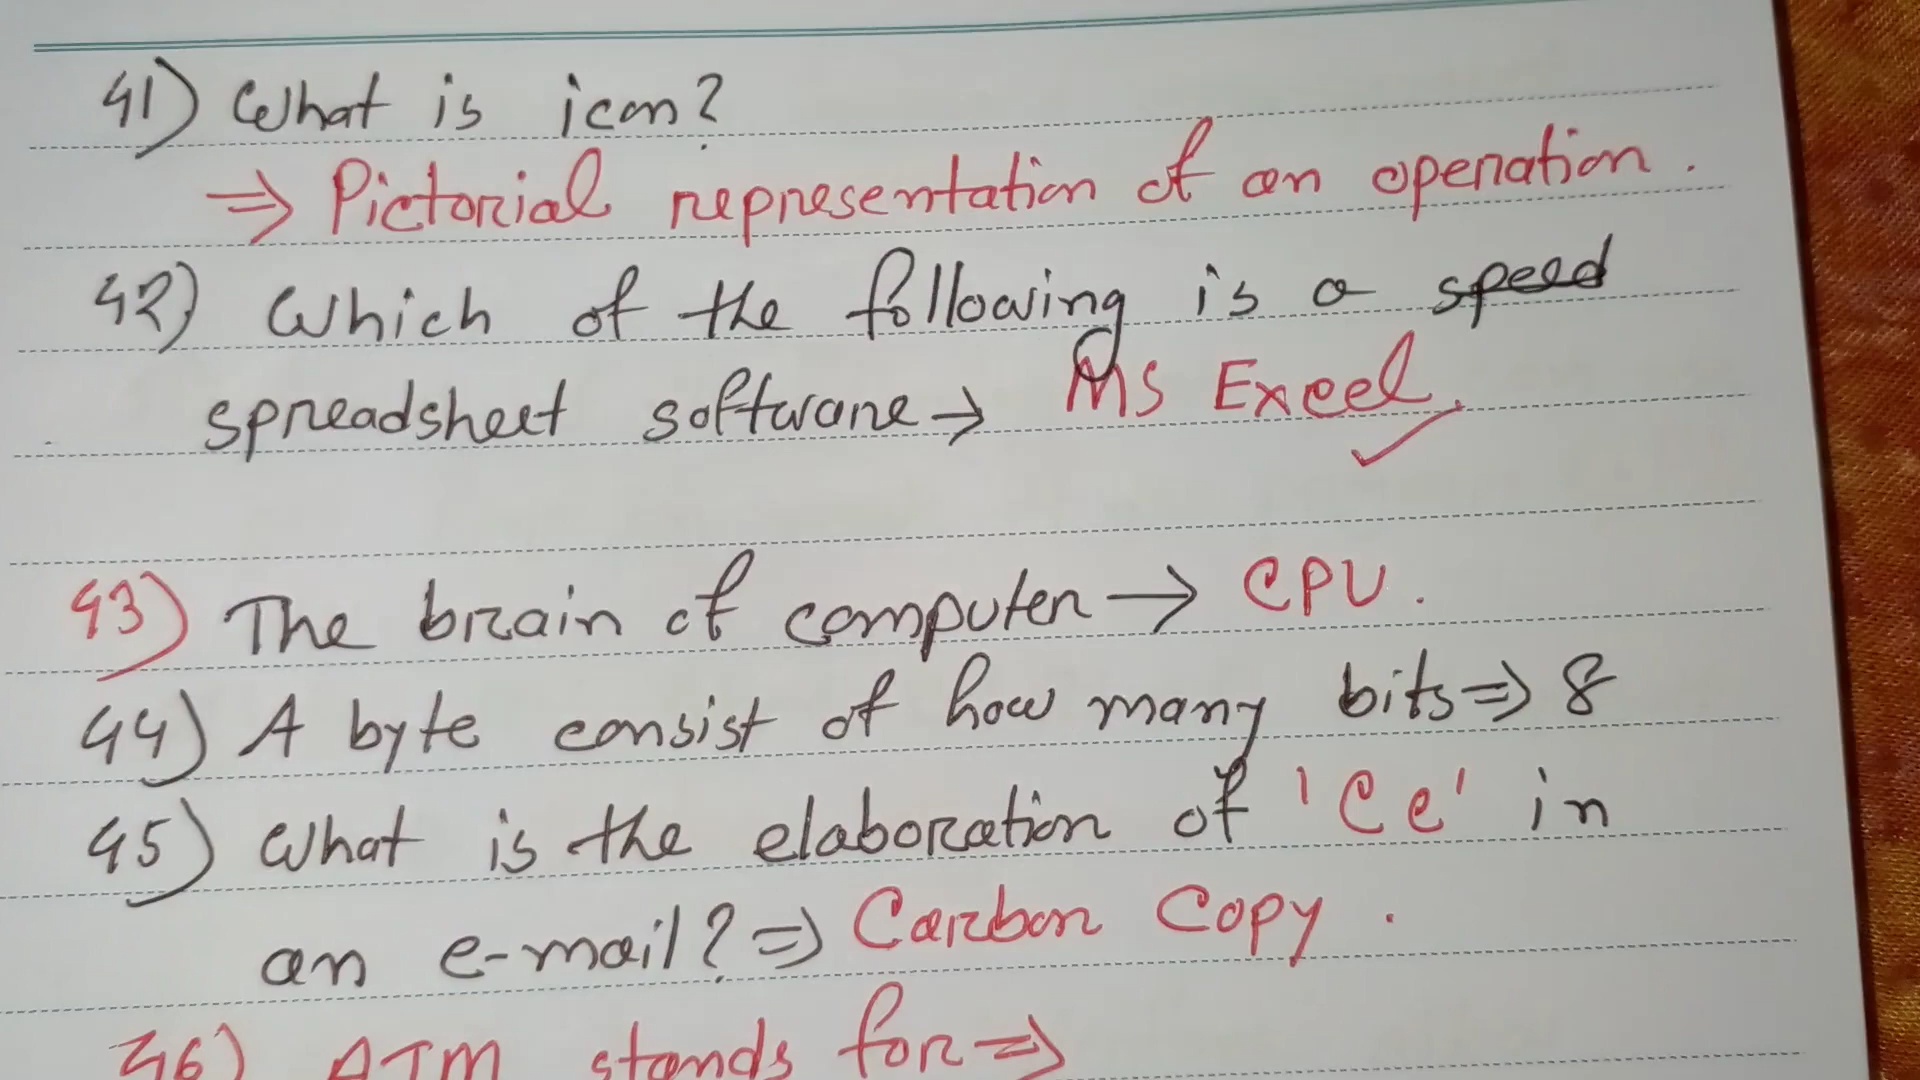 41) What is icon?
⇒ Pictorial representation of an operation.
42) Which of the following is a speed
spreadsheet software → MS Excel.
43) The brain of computer → CPU.
44) A byte consist of how many bits ⇒ 8
45) What is the elaboration of 'Cc' in
an e-mail? ⇒ Carbon Copy.
46) ATM stands for ⇒